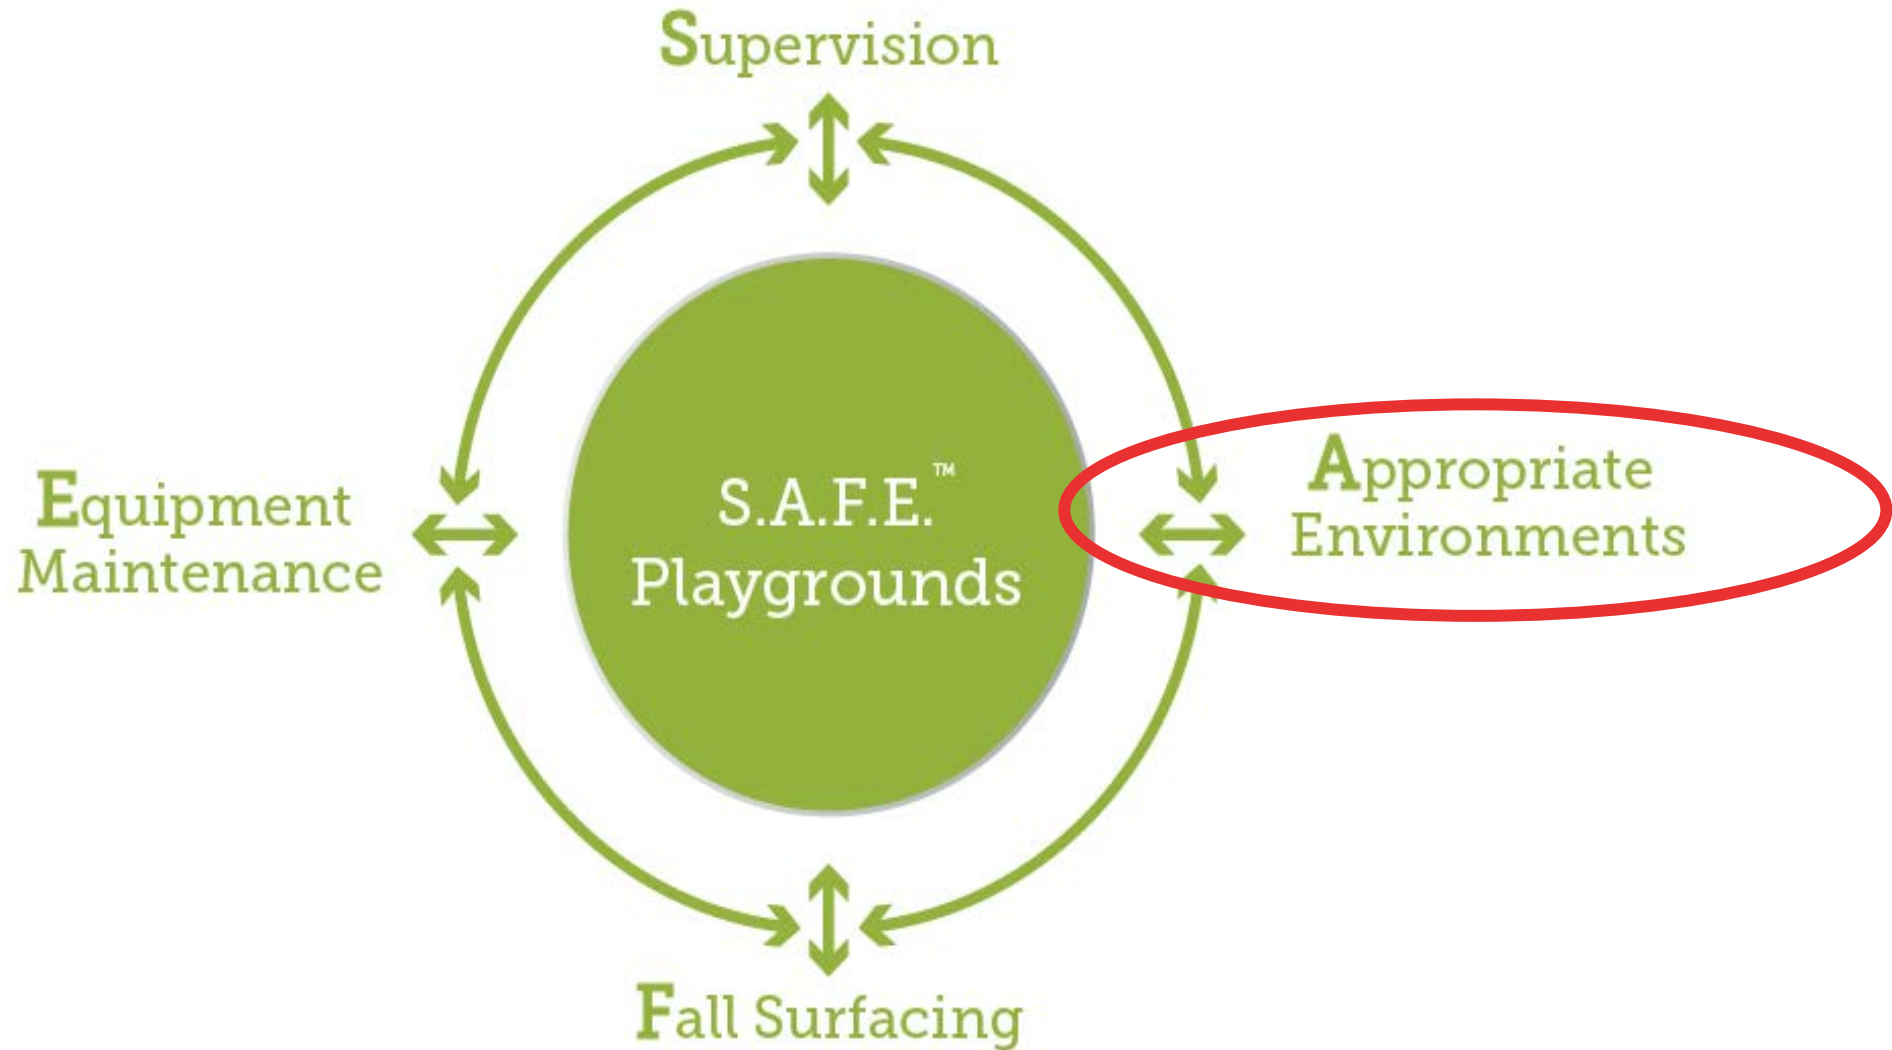 Supervision
Equipment
Maintenance
S.A.F.E.™
Playgrounds
Appropriate
Environments
Fall Surfacing